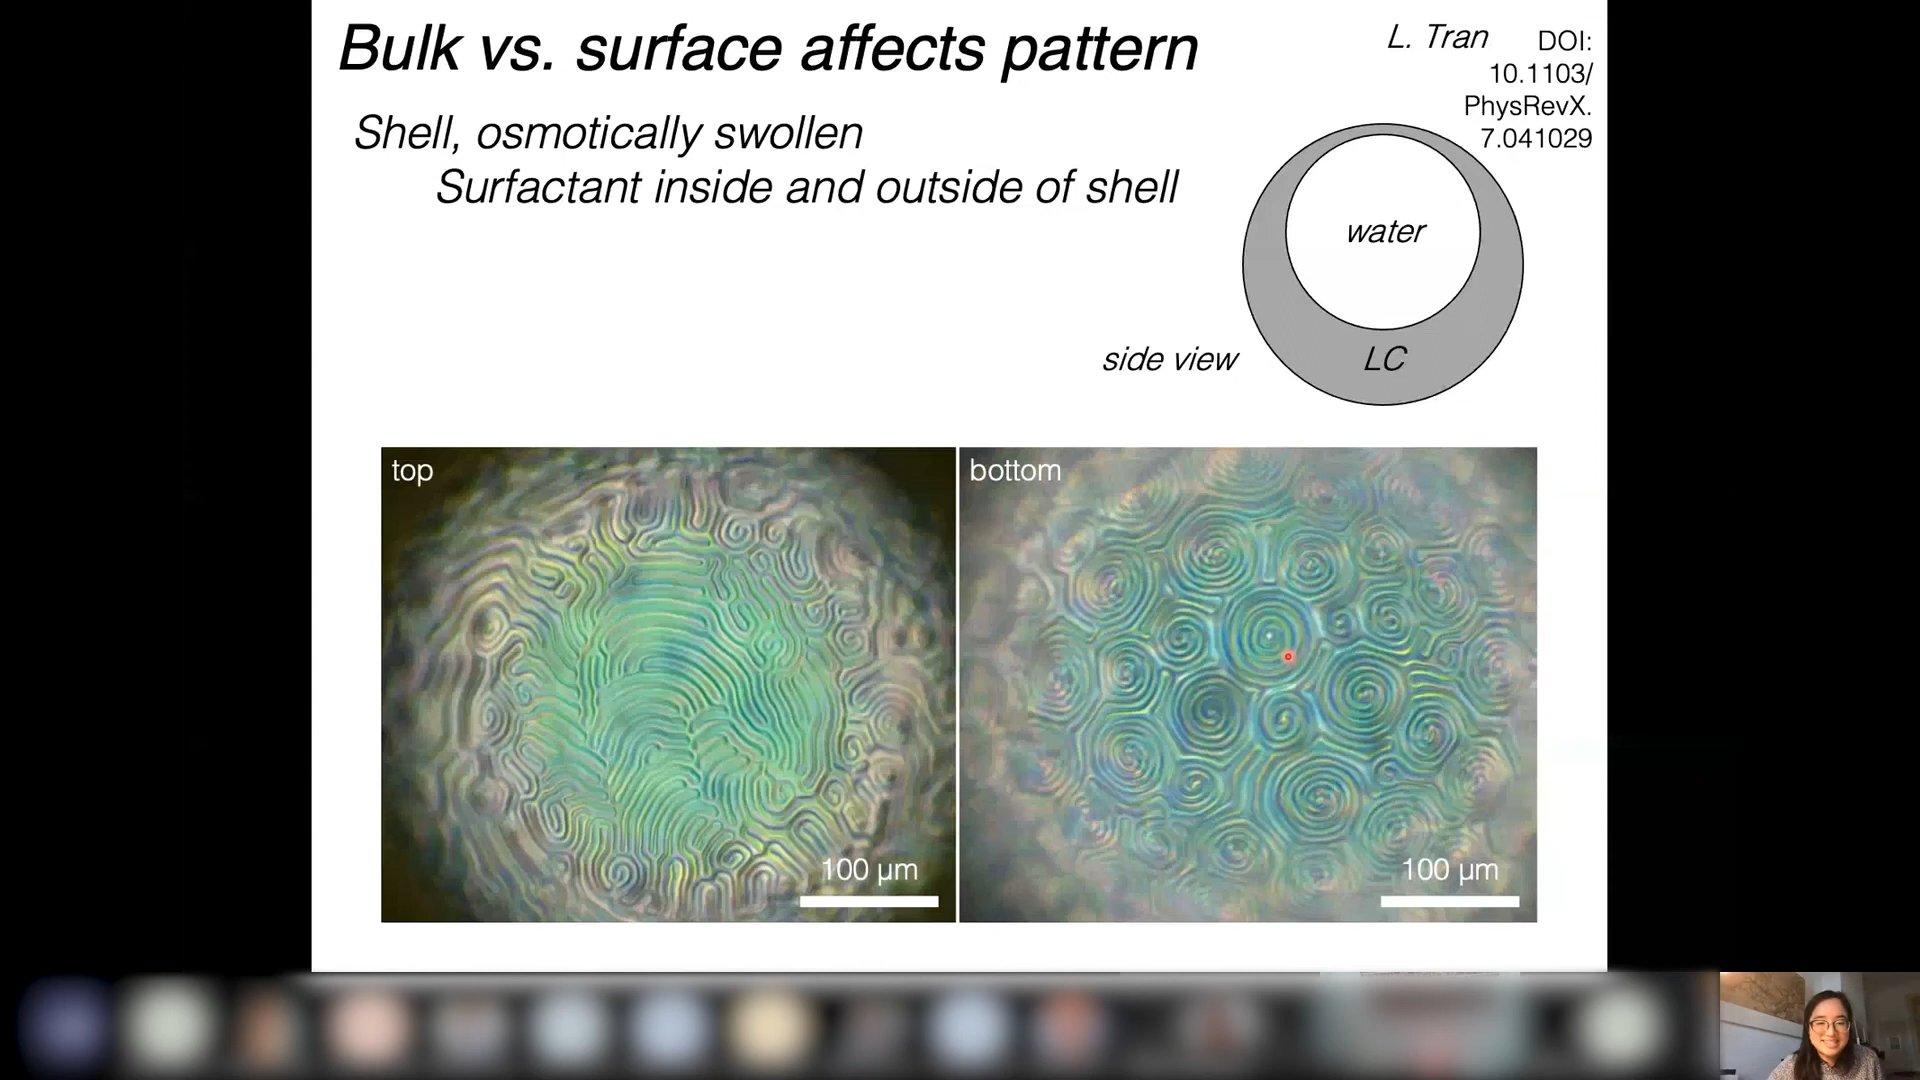 Bulk vs. surface affects pattern
L. Tran
DOI:
10.1103/
PhysRevX.
7.041029
Shell, osmotically swollen
Surfactant inside and outside of shell
water
side view
LC
top
bottom
100 µm
100 µm